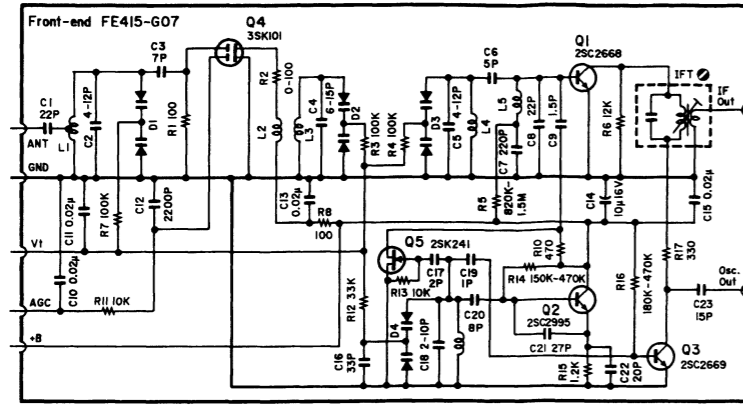 Front-end FE415-G07
Q4
3SK101
C3
7P
C1
22P
ANT
L1
C2 4-12P
D1
R1 100
R2
0-100
L2
L3
C4
6-15P
D2
R3 100K
R4 100K
D3
C5 4-12P
L4
C6
5P
L5
C7 220P
C8 22P
C9 1.5P
Q1
2SC2668
R6 12K
IFT
IF
Out
GND
C11 0.02μ
R7 100K
C12
2200P
C13
0.02μ
R8
100
R5
820K-
1.5M
C14
10μ16V
C15 0.02μ
Vt
C10 0.02μ
AGC
R11 10K
+B
Q5
2SK241
C17
2P
C19
1P
R13 10K
R12 33K
D4
C16
33P
C18 2-10P
C20
8P
R10
470
R14 150K-470K
Q2
2SC2995
C21 27P
R15
1.2K
C22
20P
R16
180K-470K
R17
330
Osc.
Out
C23
15P
Q3
2SC2669